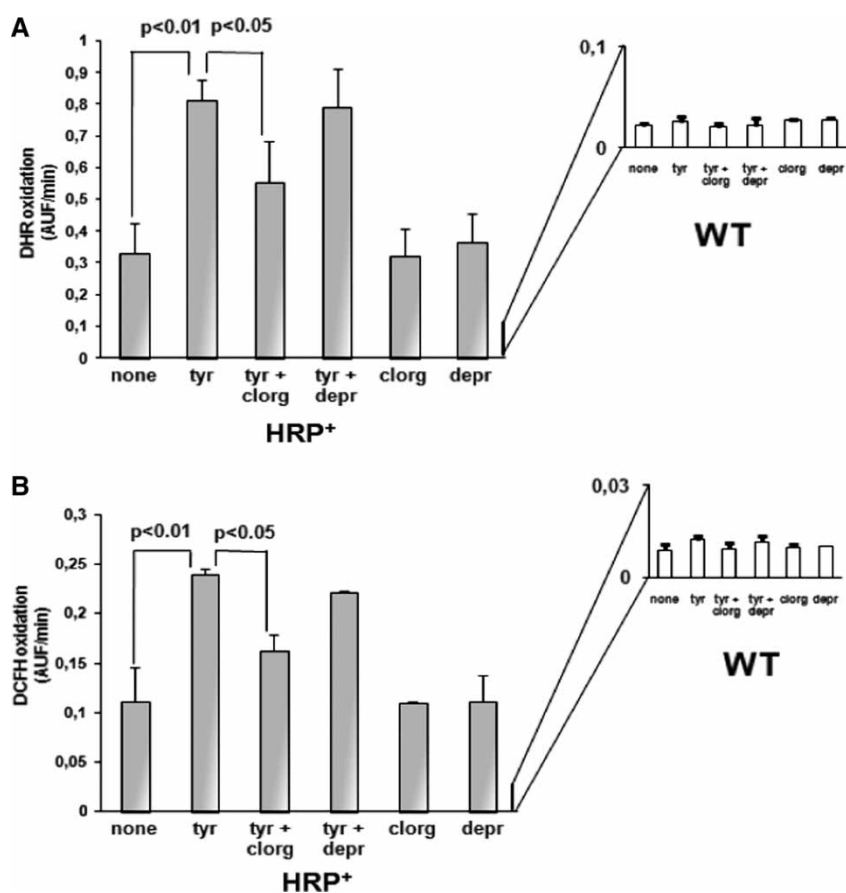 A
p<0.01 p<0.05
DHR oxidation
(AUF/min)
1
0,9
0,8
0,7
0,6
0,5
0,4
0,3
0,2
0,1
0
none tyr tyr + clorg tyr + depr clorg depr
HRP+
0,1
0
none tyr tyr + clorg tyr + depr clorg depr
WT
B
p<0.01 p<0.05
DCFH oxidation
(AUF/min)
0,3
0,25
0,2
0,15
0,1
0,05
0
none tyr tyr + clorg tyr + depr clorg depr
HRP+
0,03
0
none tyr tyr + clorg tyr + depr clorg depr
WT